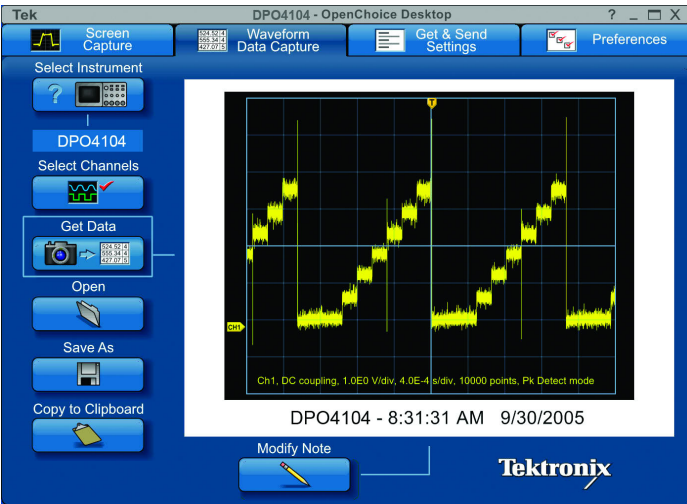 Tek
DPO4104 - OpenChoice Desktop
? _ □ X
Screen
Capture
524.52 4
555.34 4
427.07 5
Waveform
Data Capture
Get & Send
Settings
Preferences
Select Instrument
?
DPO4104
Select Channels
Get Data
524.52 4
555.34 4
427.07 5
Open
Save As
Copy to Clipboard
T
CH1
Ch1, DC coupling, 1.0E0 V/div, 4.0E-4 s/div, 10000 points, Pk Detect mode
DPO4104 - 8:31:31 AM 9/30/2005
Modify Note
Tektronix